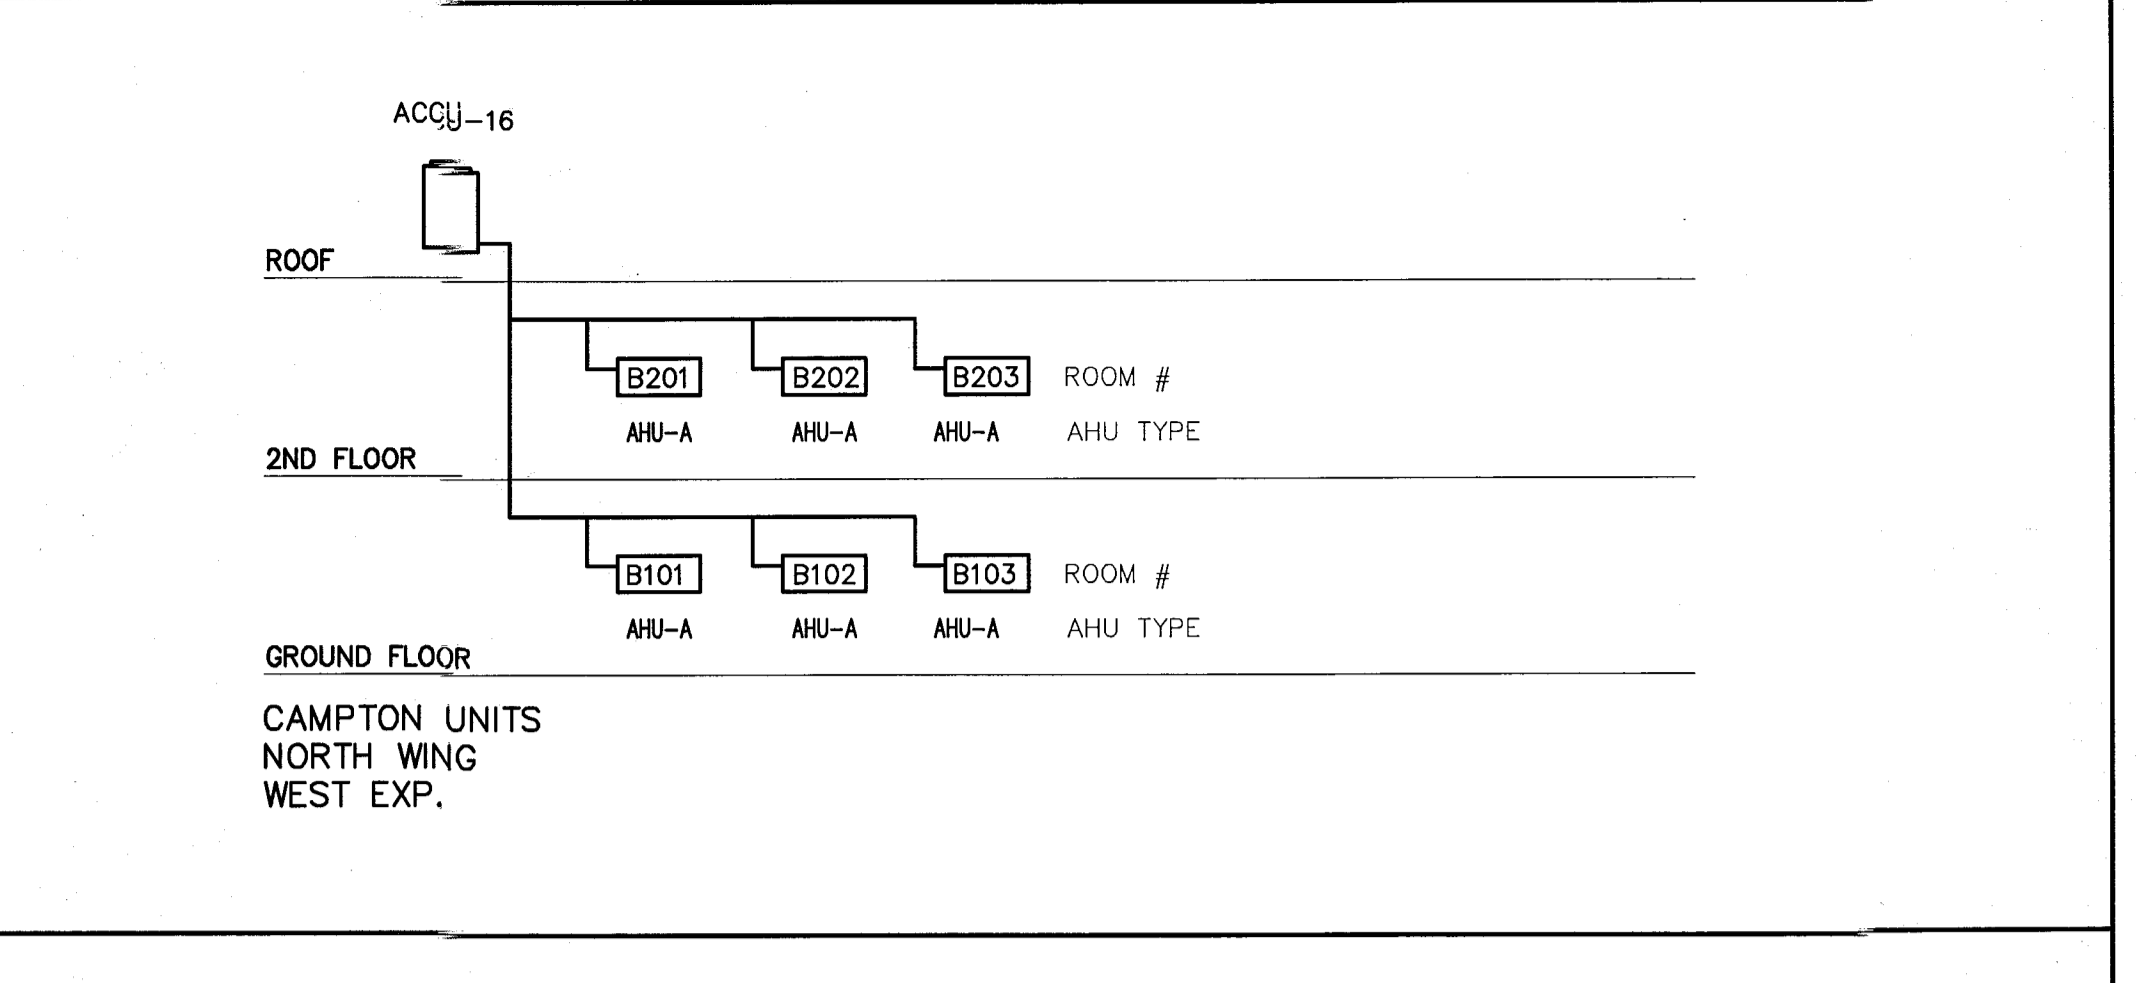 ACCU-16
ROOF
B201 B202 B203 ROOM #
AHU-A AHU-A AHU-A AHU TYPE
2ND FLOOR
B101 B102 B103 ROOM #
AHU-A AHU-A AHU-A AHU TYPE
GROUND FLOOR
CAMPTON UNITS
NORTH WING
WEST EXP.